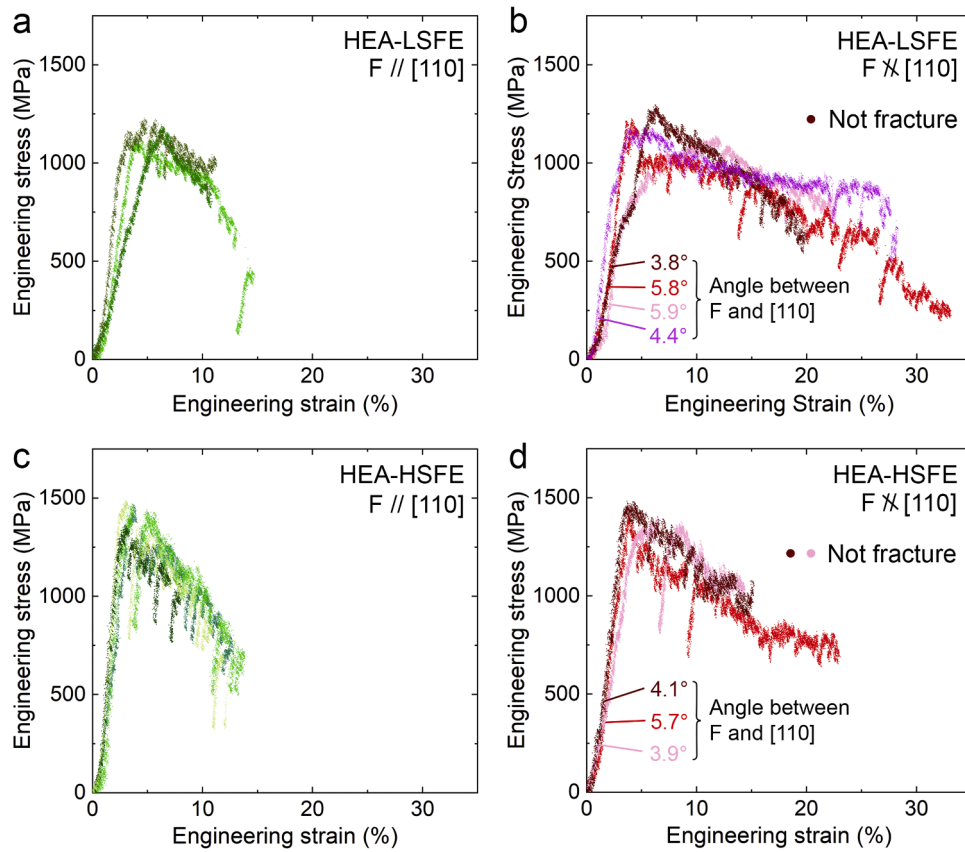 a
HEA-LSFE
F // [110]
1500
1000
500
0
Engineering stress (MPa)
0 10 20 30
Engineering strain (%)
b
HEA-LSFE
F ∦ [110]
Not fracture
1500
1000
500
0
Engineering Stress (MPa)
3.8°
5.8°
5.9°
4.4°
Angle between
F and [110]
0 10 20 30
Engineering Strain (%)
c
HEA-HSFE
F // [110]
1500
1000
500
0
Engineering stress (MPa)
0 10 20 30
Engineering strain (%)
d
HEA-HSFE
F ∦ [110]
Not fracture
1500
1000
500
0
Engineering stress (MPa)
4.1°
5.7°
3.9°
Angle between
F and [110]
0 10 20 30
Engineering strain (%)